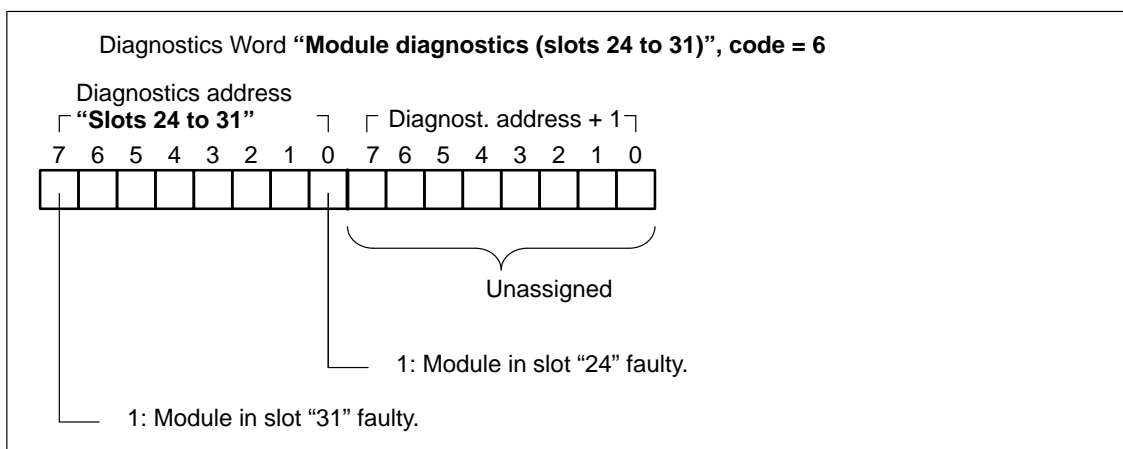 Diagnostics Word “Module diagnostics (slots 24 to 31)”, code = 6
Diagnostics address
“Slots 24 to 31”
Diagnost. address + 1
7 6 5 4 3 2 1 0 7 6 5 4 3 2 1 0
Unassigned
1: Module in slot “24” faulty.
1: Module in slot “31” faulty.